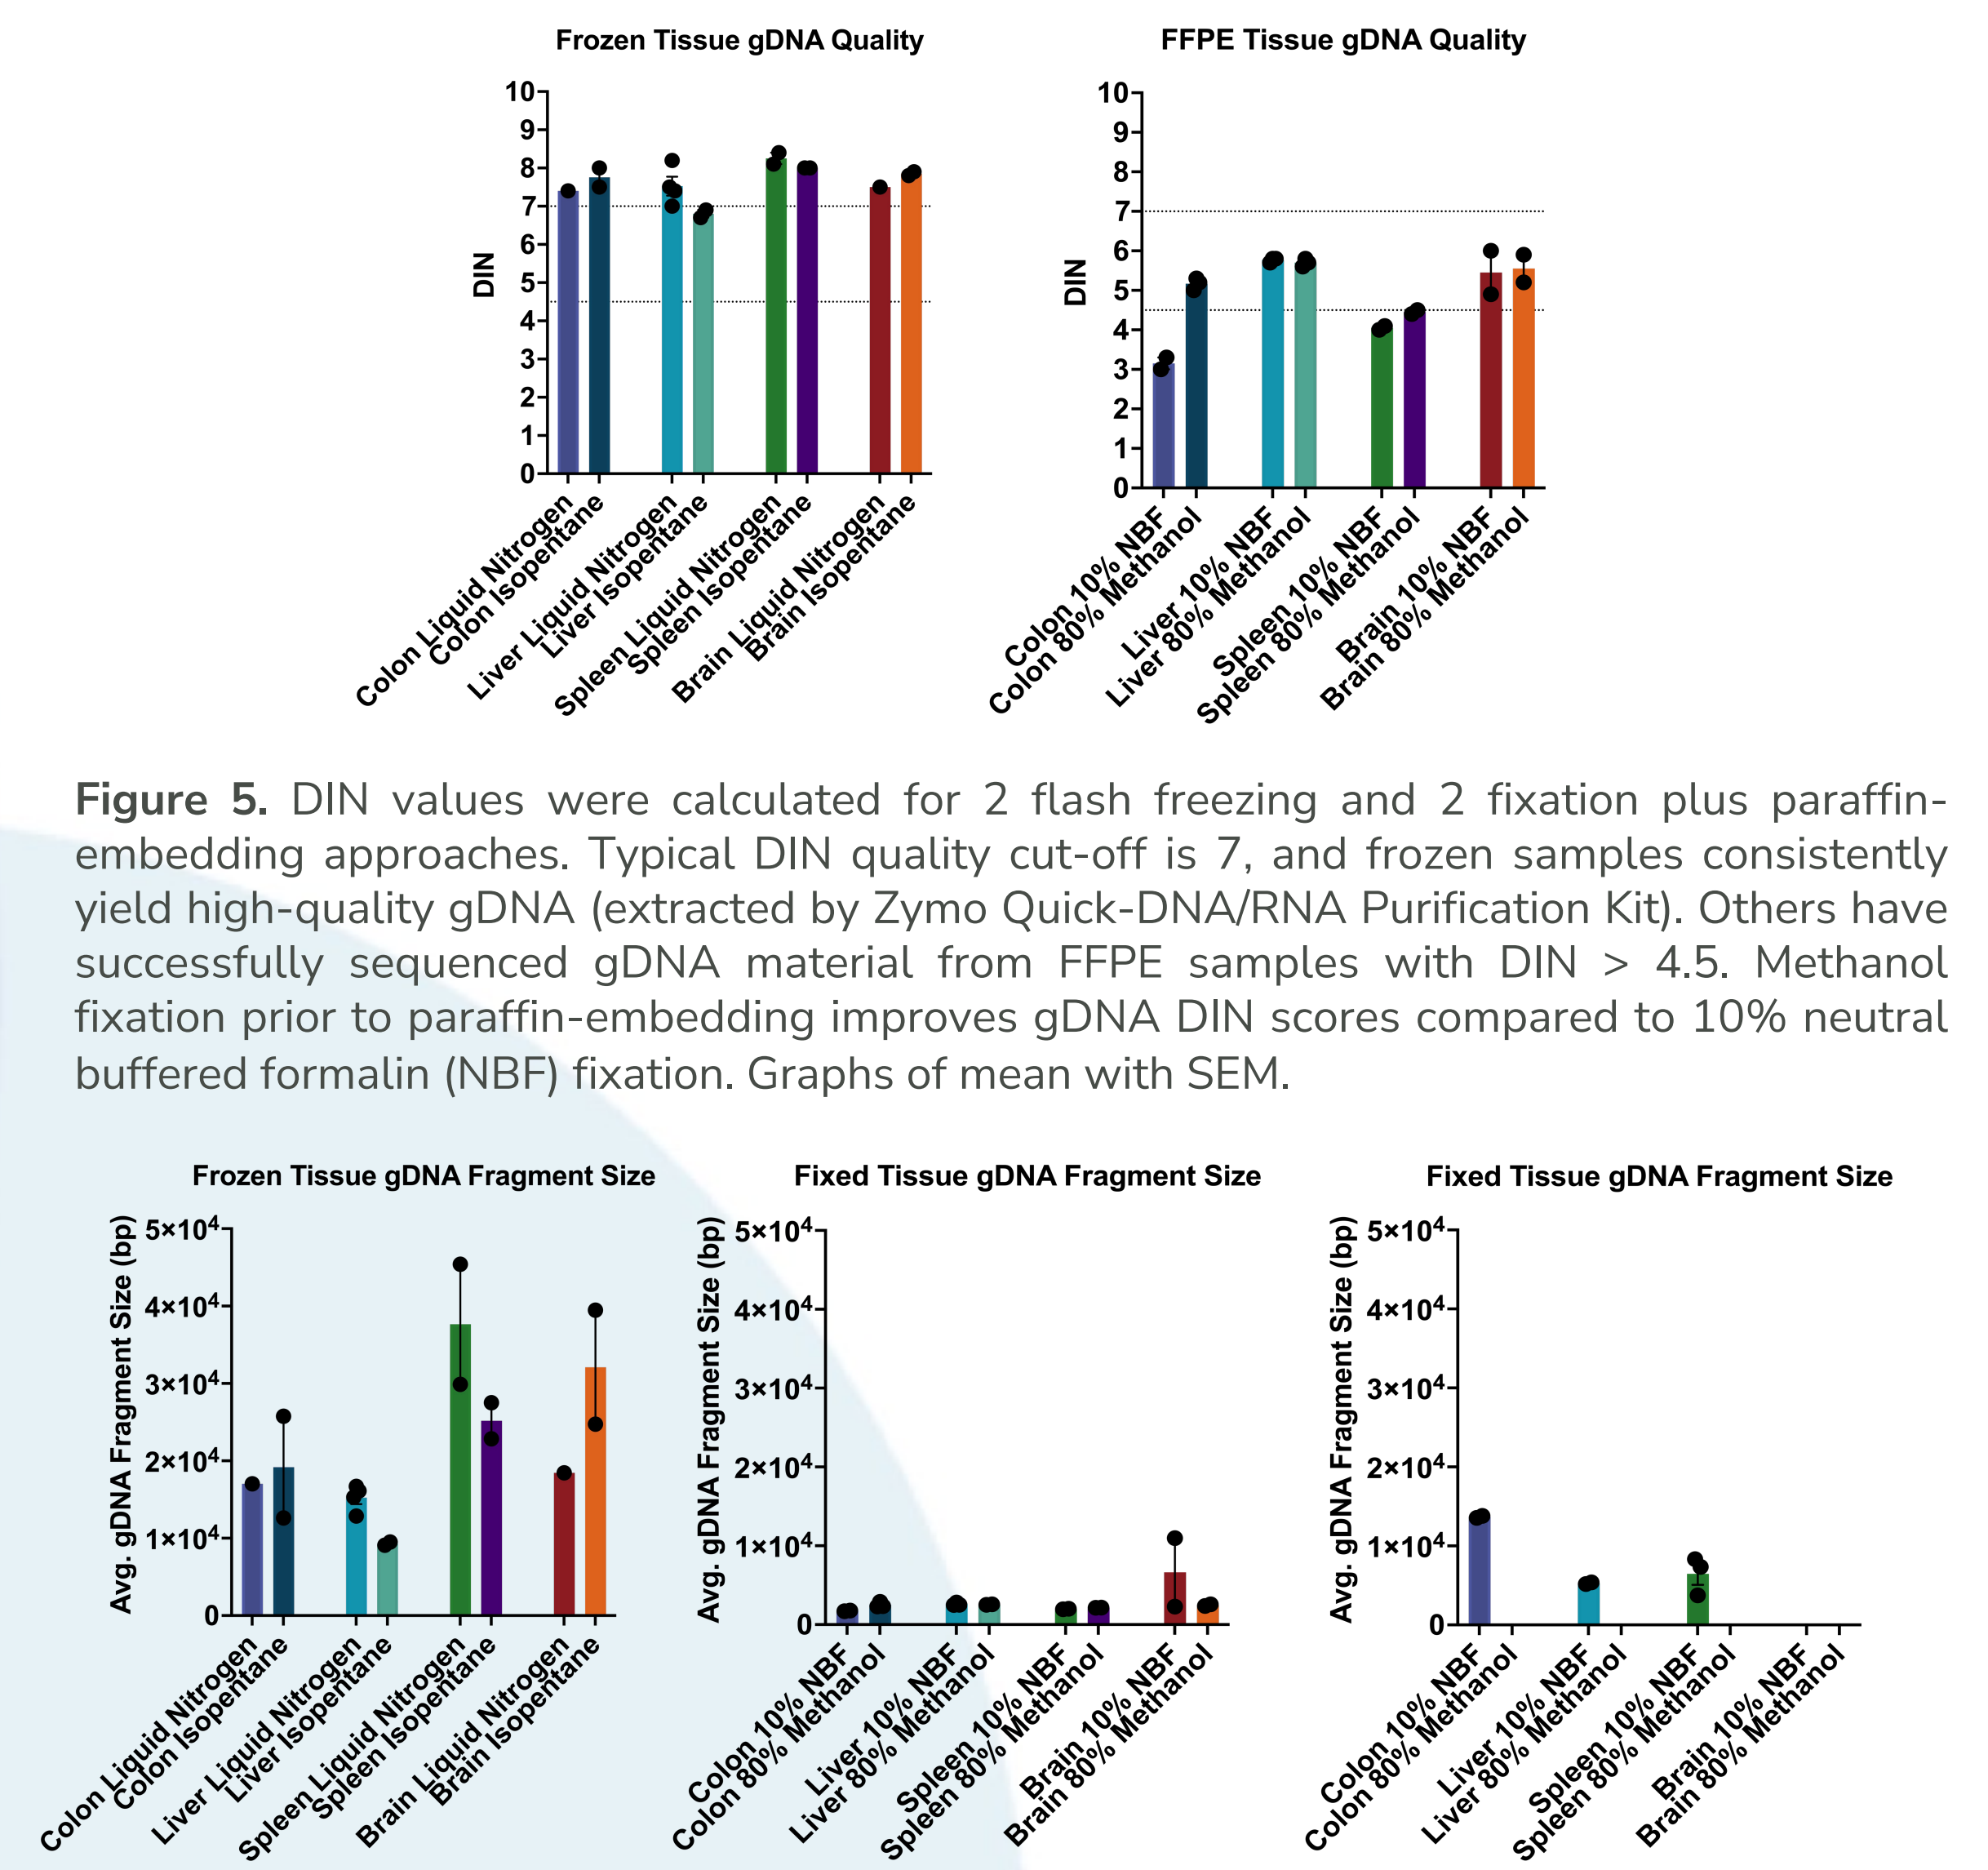 Frozen Tissue gDNA Quality
DIN
10
9
8
7
6
5
4
3
2
1
0
Colon Liquid Nitrogen
Colon Isopentane
Liver Liquid Nitrogen
Liver Isopentane
Spleen Liquid Nitrogen
Spleen Isopentane
Brain Liquid Nitrogen
Brain Isopentane
FFPE Tissue gDNA Quality
DIN
10
9
8
7
6
5
4
3
2
1
0
Colon 10% NBF
Colon 80% Methanol
Liver 10% NBF
Liver 80% Methanol
Spleen 10% NBF
Spleen 80% Methanol
Brain 10% NBF
Brain 80% Methanol
Figure 5. DIN values were calculated for 2 flash freezing and 2 fixation plus paraffin-
embedding approaches. Typical DIN quality cut-off is 7, and frozen samples consistently
yield high-quality gDNA (extracted by Zymo Quick-DNA/RNA Purification Kit). Others have
successfully sequenced gDNA material from FFPE samples with DIN > 4.5. Methanol
fixation prior to paraffin-embedding improves gDNA DIN scores compared to 10% neutral
buffered formalin (NBF) fixation. Graphs of mean with SEM.
Frozen Tissue gDNA Fragment Size
Avg. gDNA Fragment Size (bp)
5×10⁴
4×10⁴
3×10⁴
2×10⁴
1×10⁴
0
Colon Liquid Nitrogen
Colon Isopentane
Liver Liquid Nitrogen
Liver Isopentane
Spleen Liquid Nitrogen
Spleen Isopentane
Brain Liquid Nitrogen
Brain Isopentane
Fixed Tissue gDNA Fragment Size
Avg. gDNA Fragment Size (bp)
5×10⁴
4×10⁴
3×10⁴
2×10⁴
1×10⁴
0
Colon 10% NBF
Colon 80% Methanol
Liver 10% NBF
Liver 80% Methanol
Spleen 10% NBF
Spleen 80% Methanol
Brain 10% NBF
Brain 80% Methanol
Fixed Tissue gDNA Fragment Size
Avg. gDNA Fragment Size (bp)
5×10⁴
4×10⁴
3×10⁴
2×10⁴
1×10⁴
0
Colon 10% NBF
Colon 80% Methanol
Liver 10% NBF
Liver 80% Methanol
Spleen 10% NBF
Spleen 80% Methanol
Brain 10% NBF
Brain 80% Methanol